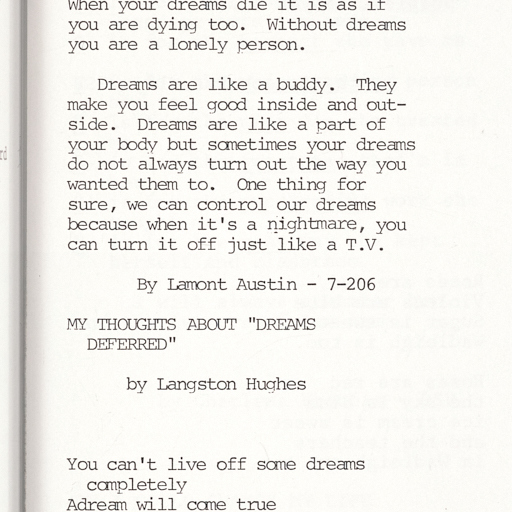 When your dreams die it is as if
you are dying too. Without dreams
you are a lonely person.
Dreams are like a buddy. They
make you feel good inside and out-
side. Dreams are like a part of
your body but sometimes your dreams
do not always turn out the way you
wanted them to. One thing for
sure, we can control our dreams
because when it's a nightmare, you
can turn it off just like a T.V.
By Lamont Austin - 7-206
MY THOUGHTS ABOUT "DREAMS
DEFERRED"
by Langston Hughes
You can't live off some dreams
completely
Adream will come true